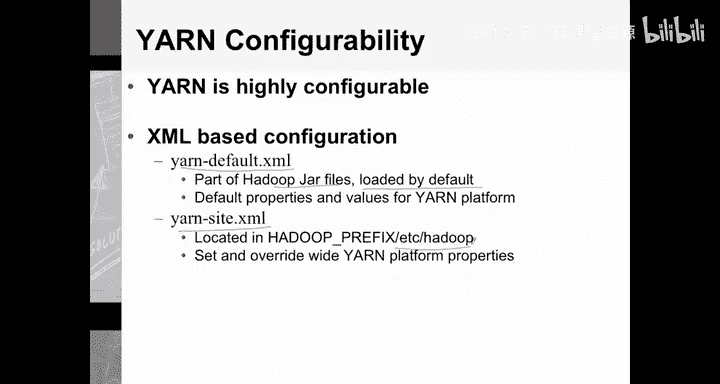 YARN Configurability
bilibili
• YARN is highly configurable
• XML based configuration
– yarn-default.xml
• Part of Hadoop Jar files, loaded by default
• Default properties and values for YARN platform
– yarn-site.xml
• Located in HADOOP_PREFIX/etc/hadoop
• Set and override wide YARN platform properties